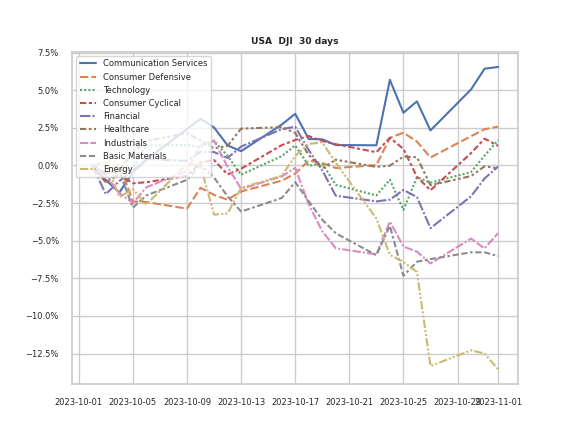 USA DJI 30 days
7.5%
5.0%
2.5%
0.0%
−2.5%
−5.0%
−7.5%
−10.0%
−12.5%
Communication Services
Consumer Defensive
Technology
Consumer Cyclical
Financial
Healthcare
Industrials
Basic Materials
Energy
2023-10-01 2023-10-05 2023-10-09 2023-10-13 2023-10-17 2023-10-21 2023-10-25 2023-10-29 2023-11-01